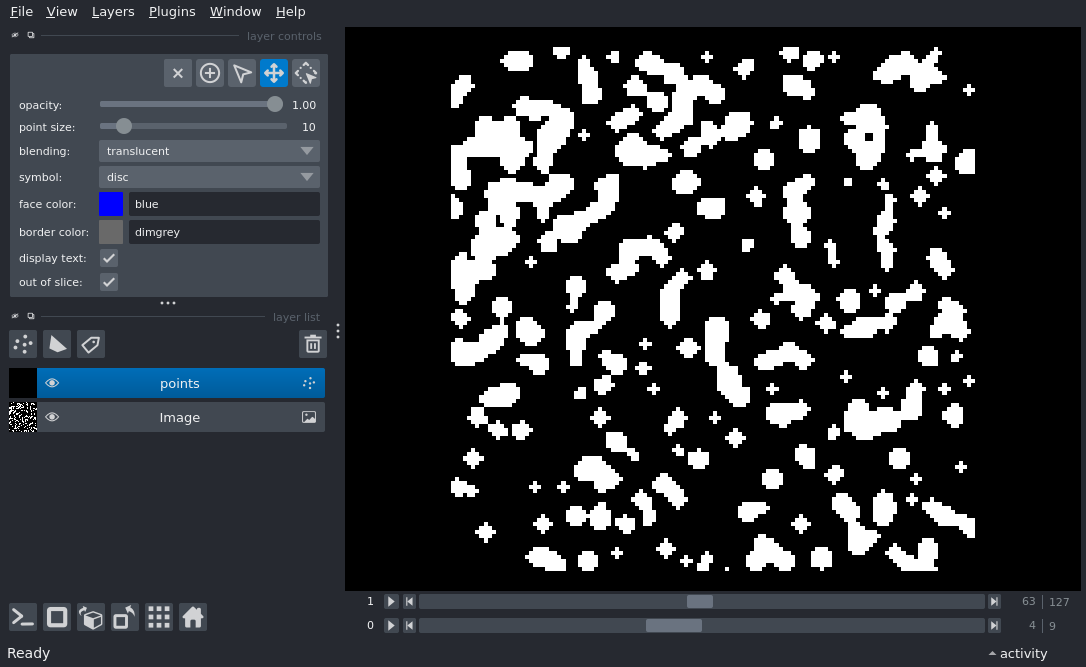 File View Layers Plugins Window Help
layer controls
opacity: 1.00
point size: 10
blending: translucent
symbol: disc
face color: blue
border color: dimgrey
display text:
out of slice:
layer list
points
Image
1 63 127
0 4 9
Ready activity